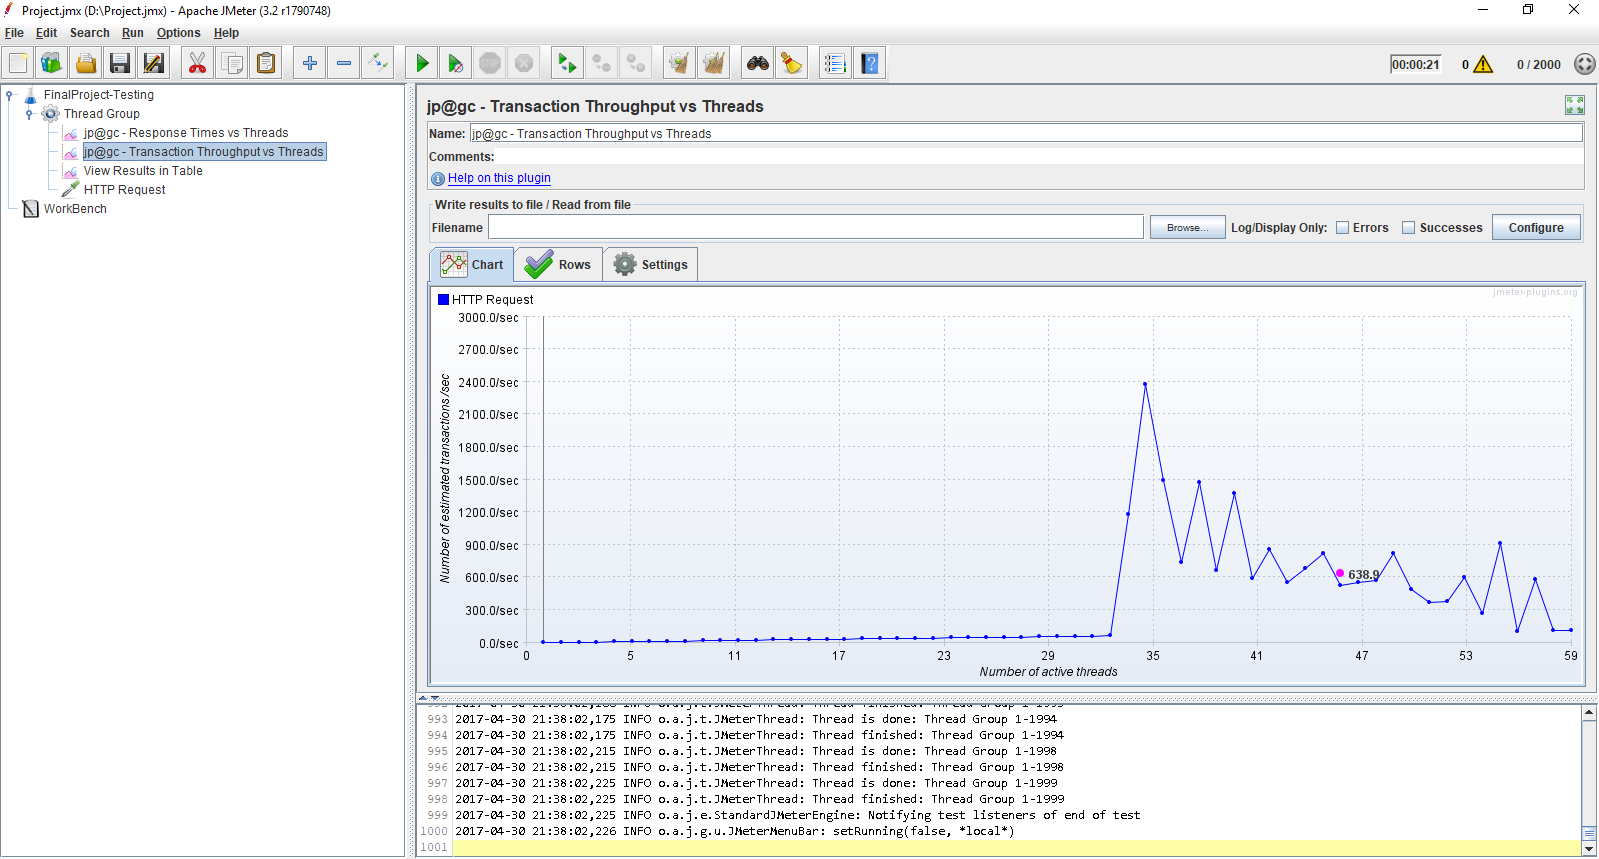 Project.jmx (D:\Project.jmx) - Apache JMeter (3.2 r1790748)
File Edit Search Run Options Help
STOP
00:00:21 0 0 / 2000
FinalProject-Testing
Thread Group
jp@gc - Response Times vs Threads
jp@gc - Transaction Throughput vs Threads
View Results in Table
HTTP Request
WorkBench
jp@gc - Transaction Throughput vs Threads
Name: jp@gc - Transaction Throughput vs Threads
Comments:
Help on this plugin
Write results to file / Read from file
Filename Browse... Log/Display Only: Errors Successes Configure
Chart Rows Settings
HTTP Request
jmeter-plugins.org
3000.0/sec
2700.0/sec
2400.0/sec
2100.0/sec
1800.0/sec
1500.0/sec
1200.0/sec
900.0/sec
600.0/sec
300.0/sec
0.0/sec
Number of estimated transactions /sec
638.9
0 5 11 17 23 29 35 41 47 53 59
Number of active threads
993 2017-04-30 21:38:02,175 INFO o.a.j.t.JMeterThread: Thread is done: Thread Group 1-1994
994 2017-04-30 21:38:02,175 INFO o.a.j.t.JMeterThread: Thread finished: Thread Group 1-1994
995 2017-04-30 21:38:02,215 INFO o.a.j.t.JMeterThread: Thread is done: Thread Group 1-1998
996 2017-04-30 21:38:02,215 INFO o.a.j.t.JMeterThread: Thread finished: Thread Group 1-1998
997 2017-04-30 21:38:02,225 INFO o.a.j.t.JMeterThread: Thread is done: Thread Group 1-1999
998 2017-04-30 21:38:02,225 INFO o.a.j.t.JMeterThread: Thread finished: Thread Group 1-1999
999 2017-04-30 21:38:02,225 INFO o.a.j.e.StandardJMeterEngine: Notifying test listeners of end of test
1000 2017-04-30 21:38:02,226 INFO o.a.j.g.u.JMeterMenuBar: setRunning(false, *local*)
1001